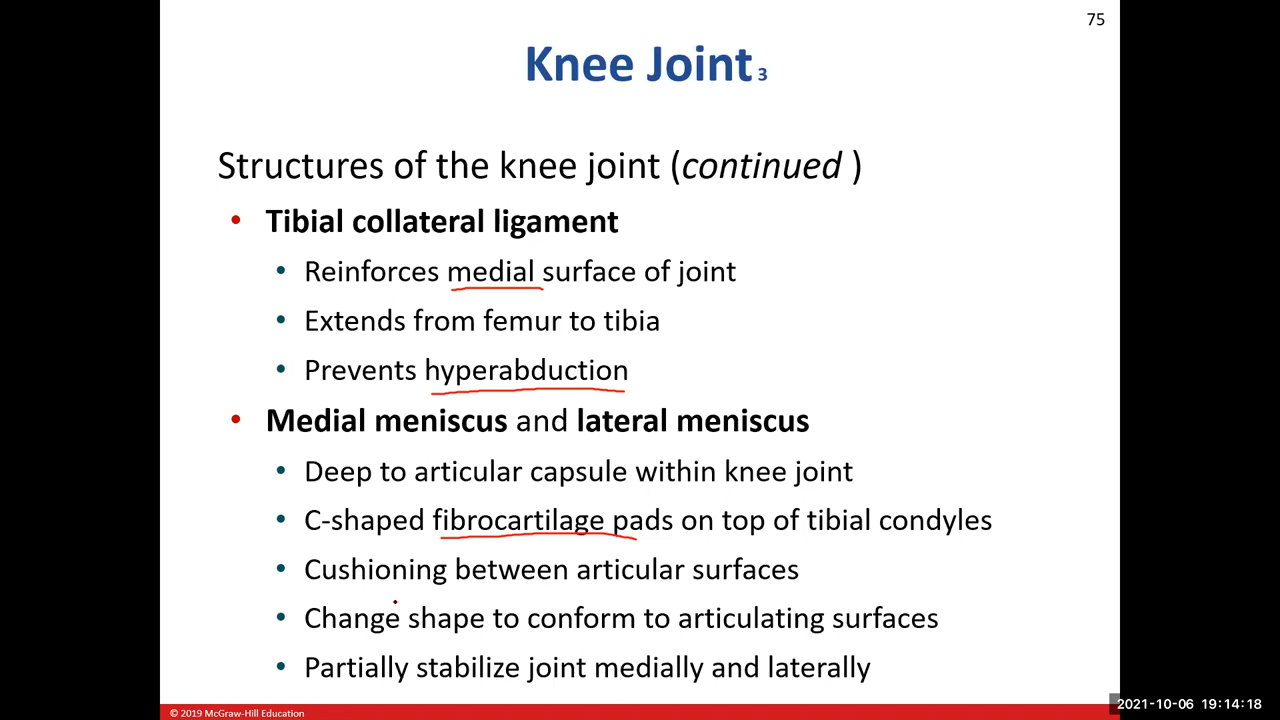 75
Knee Joint 3
Structures of the knee joint (continued )
• Tibial collateral ligament
• Reinforces medial surface of joint
• Extends from femur to tibia
• Prevents hyperabduction
• Medial meniscus and lateral meniscus
• Deep to articular capsule within knee joint
• C-shaped fibrocartilage pads on top of tibial condyles
• Cushioning between articular surfaces
• Change shape to conform to articulating surfaces
• Partially stabilize joint medially and laterally
© 2019 McGraw-Hill Education
2021-10-06 19:14:18